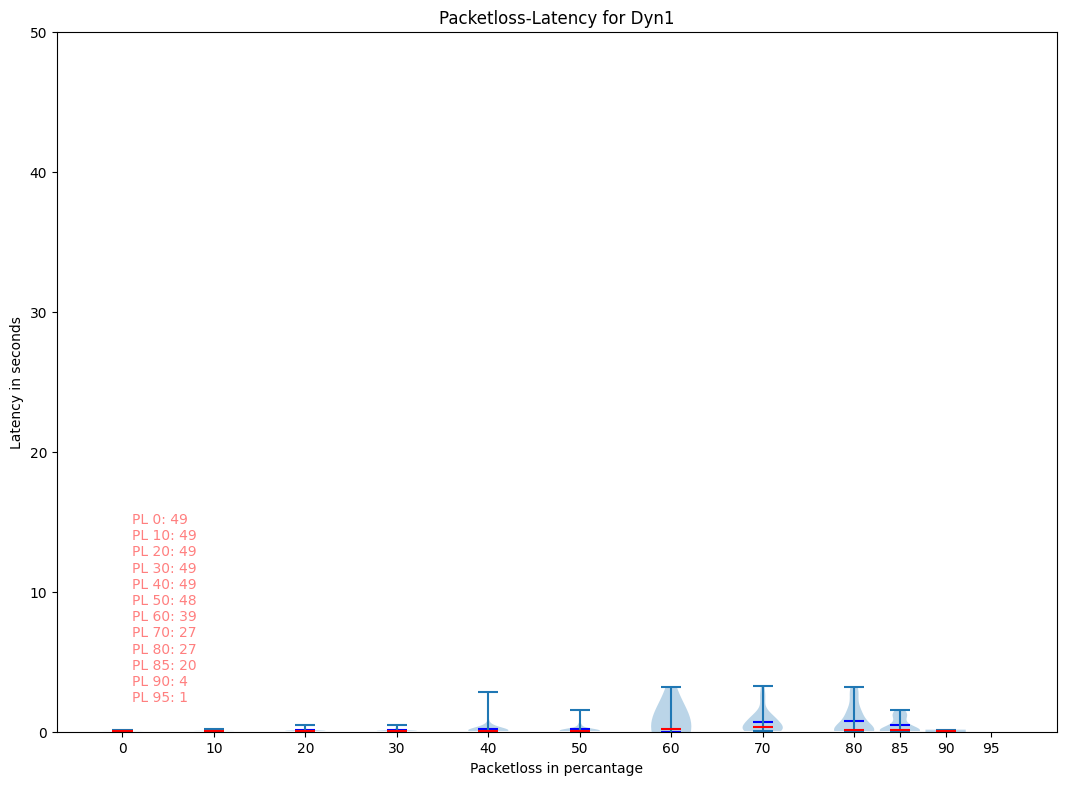 Packetloss-Latency for Dyn1
50
40
30
20
10
0
Latency in seconds
PL 0: 49
PL 10: 49
PL 20: 49
PL 30: 49
PL 40: 49
PL 50: 48
PL 60: 39
PL 70: 27
PL 80: 27
PL 85: 20
PL 90: 4
PL 95: 1
0 10 20 30 40 50 60 70 80 85 90 95
Packetloss in percantage